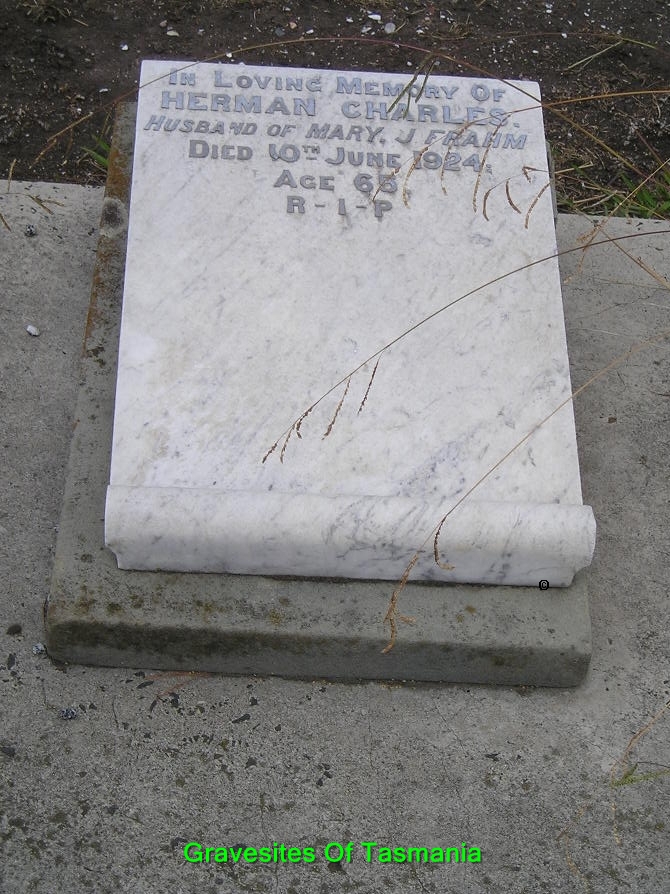 In Loving Memory Of
HERMAN CHARLES.
HUSBAND OF MARY. J FRAHM
Died 10TH June 1924.
Age 65.
R-I-P
©
Gravesites Of Tasmania